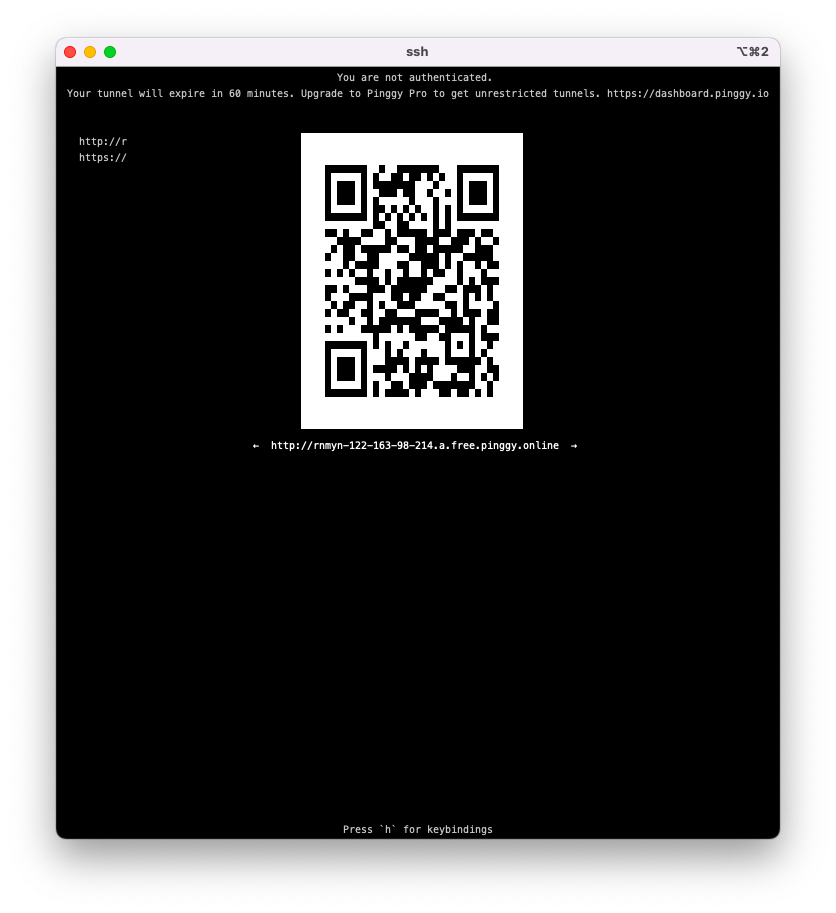 ssh
⌥⌘2
You are not authenticated.
Your tunnel will expire in 60 minutes. Upgrade to Pinggy Pro to get unrestricted tunnels. https://dashboard.pinggy.io
http://r
https://
← http://rnmyn-122-163-98-214.a.free.pinggy.online →
Press `h` for keybindings